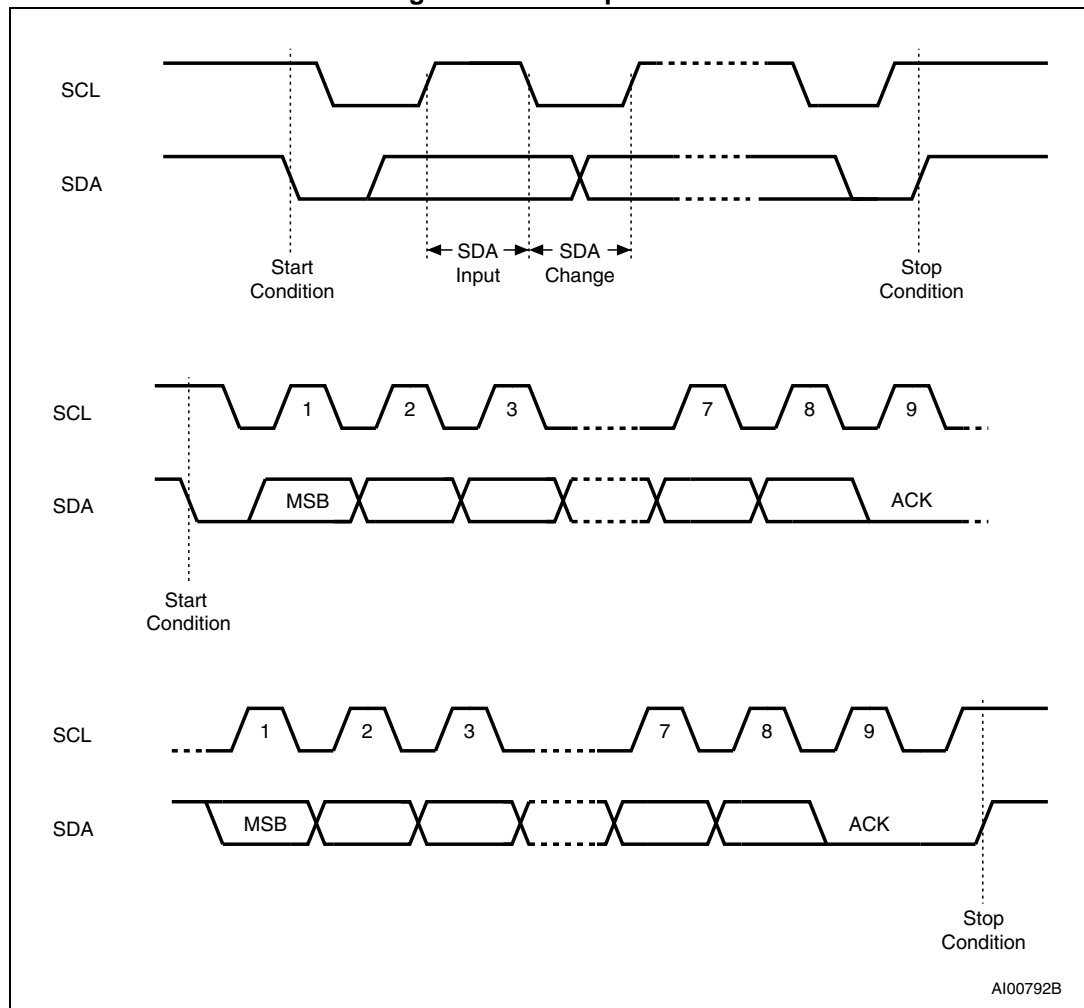 SCL
SDA
SDA Input
SDA Change
Start Condition
Stop Condition
SCL
1 2 3 7 8 9
SDA
MSB
ACK
Start Condition
SCL
1 2 3 7 8 9
SDA
MSB
ACK
Stop Condition
AI00792B